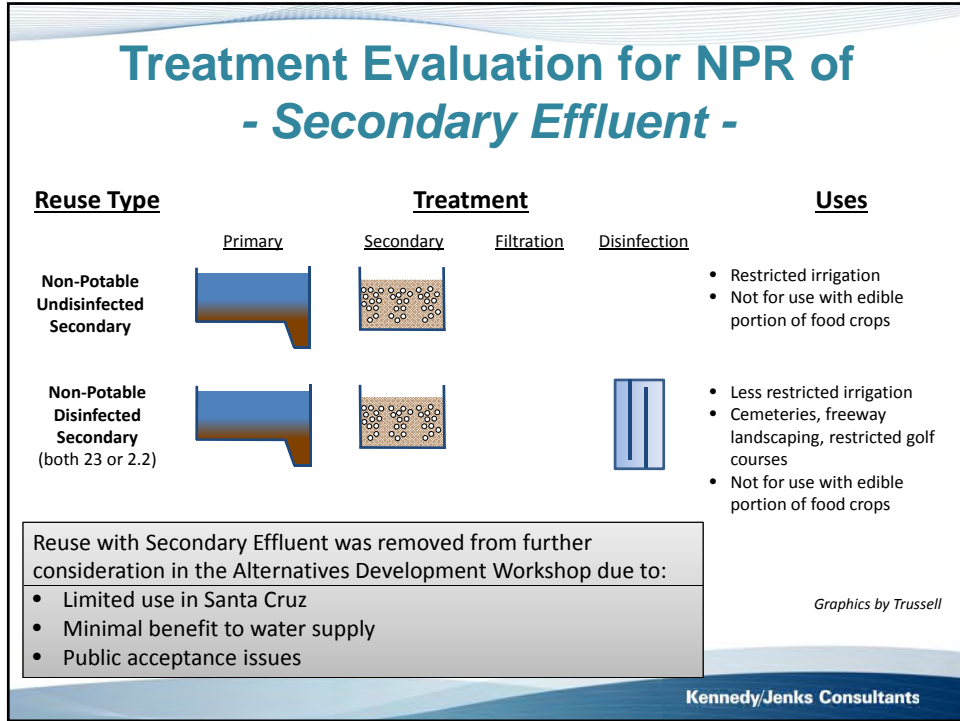 Treatment Evaluation for NPR of
- Secondary Effluent -
Reuse Type
Treatment
Uses
Primary
Secondary
Filtration
Disinfection
Non-Potable
Undisinfected
Secondary
• Restricted irrigation
• Not for use with edible
portion of food crops
Non-Potable
Disinfected
Secondary
(both 23 or 2.2)
• Less restricted irrigation
• Cemeteries, freeway
landscaping, restricted golf
courses
• Not for use with edible
portion of food crops
Reuse with Secondary Effluent was removed from further
consideration in the Alternatives Development Workshop due to:
• Limited use in Santa Cruz
• Minimal benefit to water supply
• Public acceptance issues
Graphics by Trussell
Kennedy/Jenks Consultants